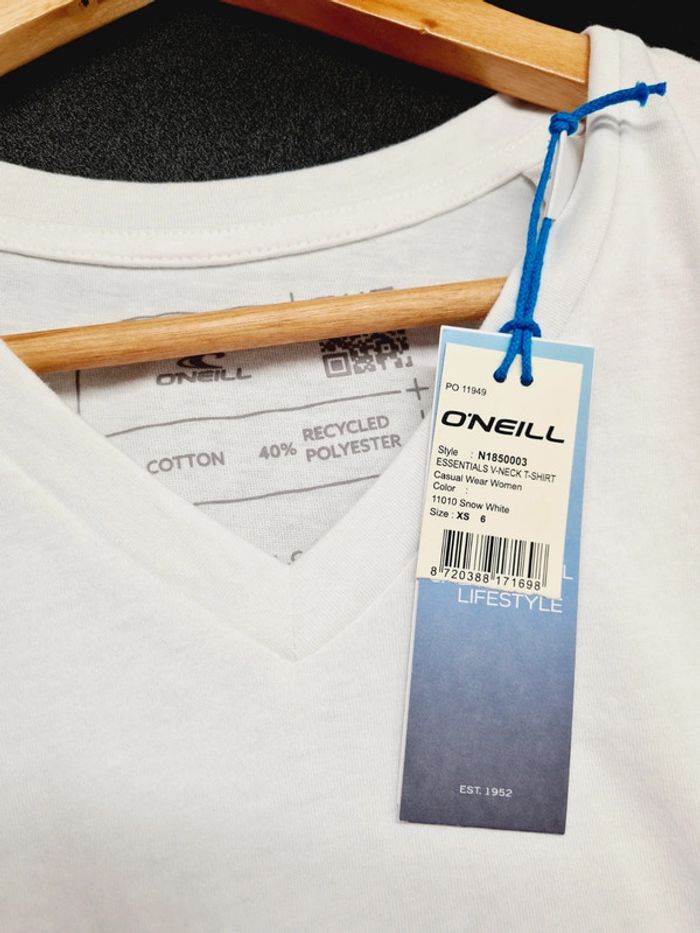 O'NEILL
COTTON
40% RECYCLED
POLYESTER
PO 11949
O'NEILL
Style : N1850003
ESSENTIALS V-NECK T-SHIRT
Casual Wear Women
Color :
11010 Snow White
Size : XS 6
8 720388 171698
LIFESTYLE
EST. 1952